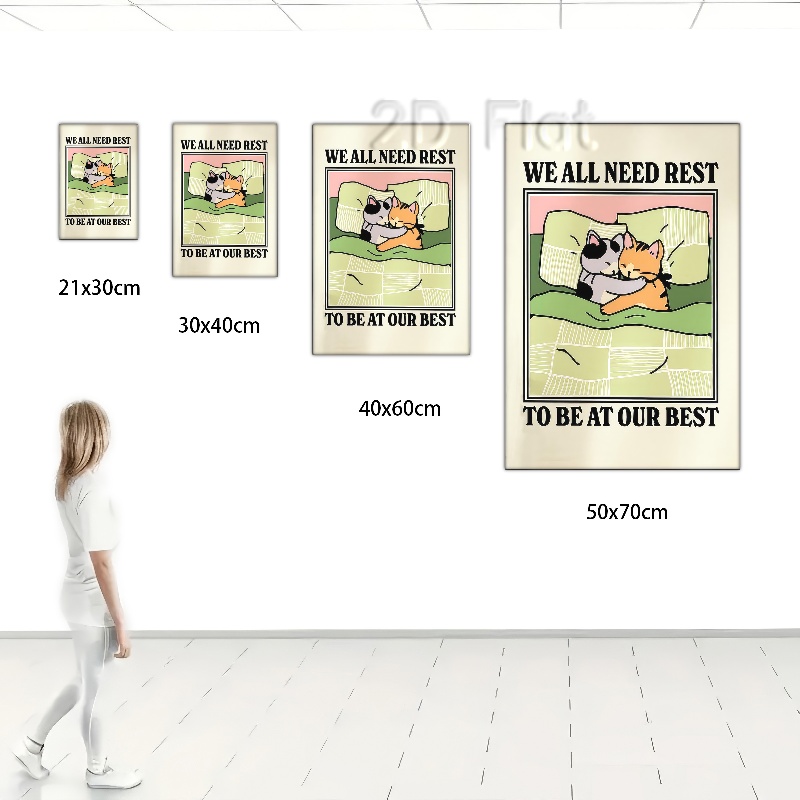 2D Flat
WE ALL NEED REST
TO BE AT OUR BEST
21x30cm
WE ALL NEED REST
TO BE AT OUR BEST
30x40cm
WE ALL NEED REST
TO BE AT OUR BEST
40x60cm
WE ALL NEED REST
TO BE AT OUR BEST
50x70cm